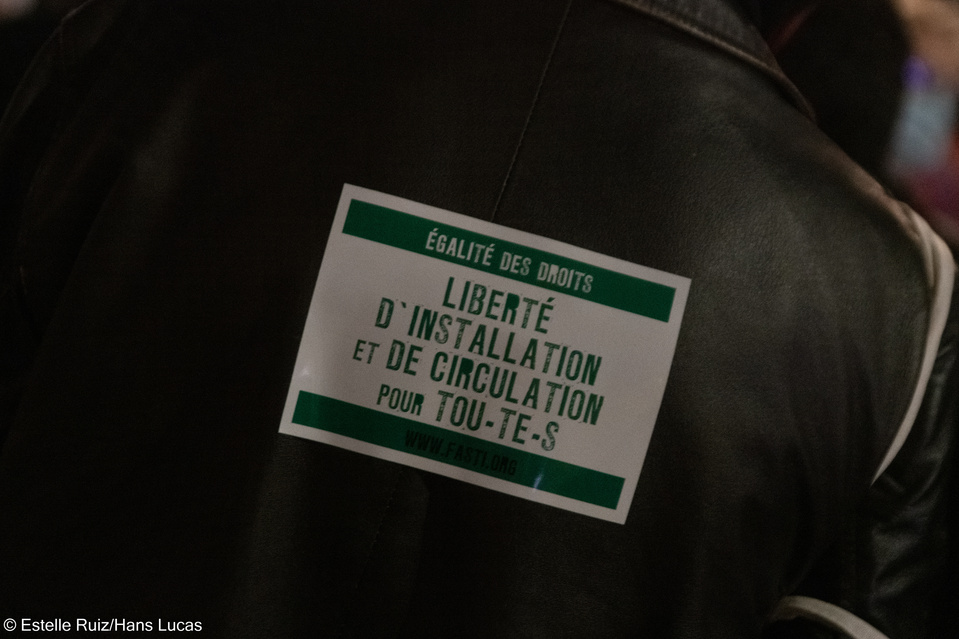 ÉGALITÉ DES DROITS
LIBERTÉ
D`INSTALLATION
ET DE CIRCULATION
POUR TOU-TE-S
WWW.FASTI.ORG
© Estelle Ruiz/Hans Lucas